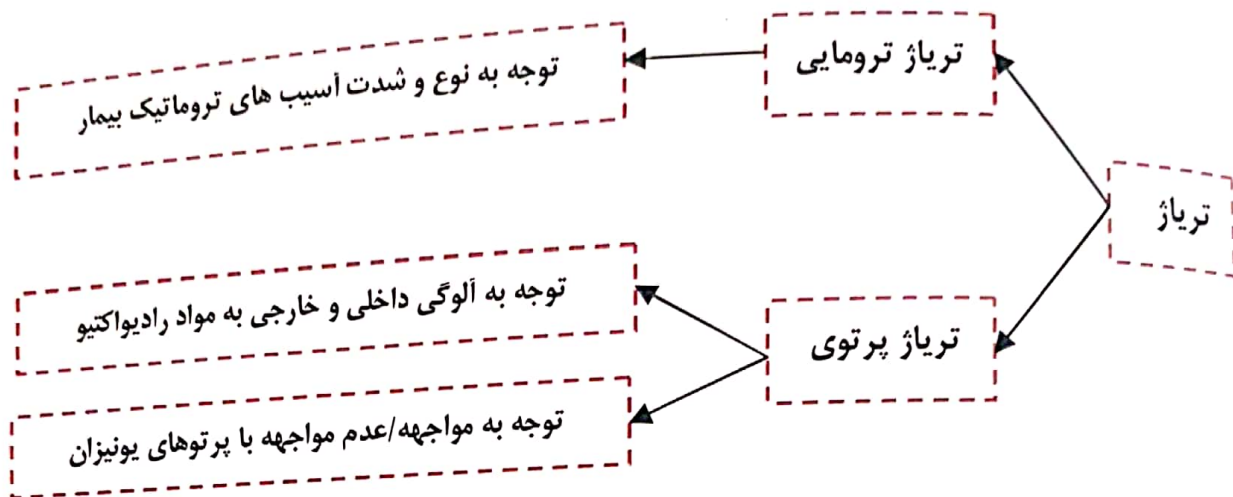 تریاژ
تریاژ ترومایی
توجه به نوع و شدت آسیب های تروماتیک بیمار
تریاژ پرتوی
توجه به آلوگی داخلی و خارجی به مواد رادیواکتیو
توجه به مواجهه/عدم مواجهه با پرتوهای یونیزان